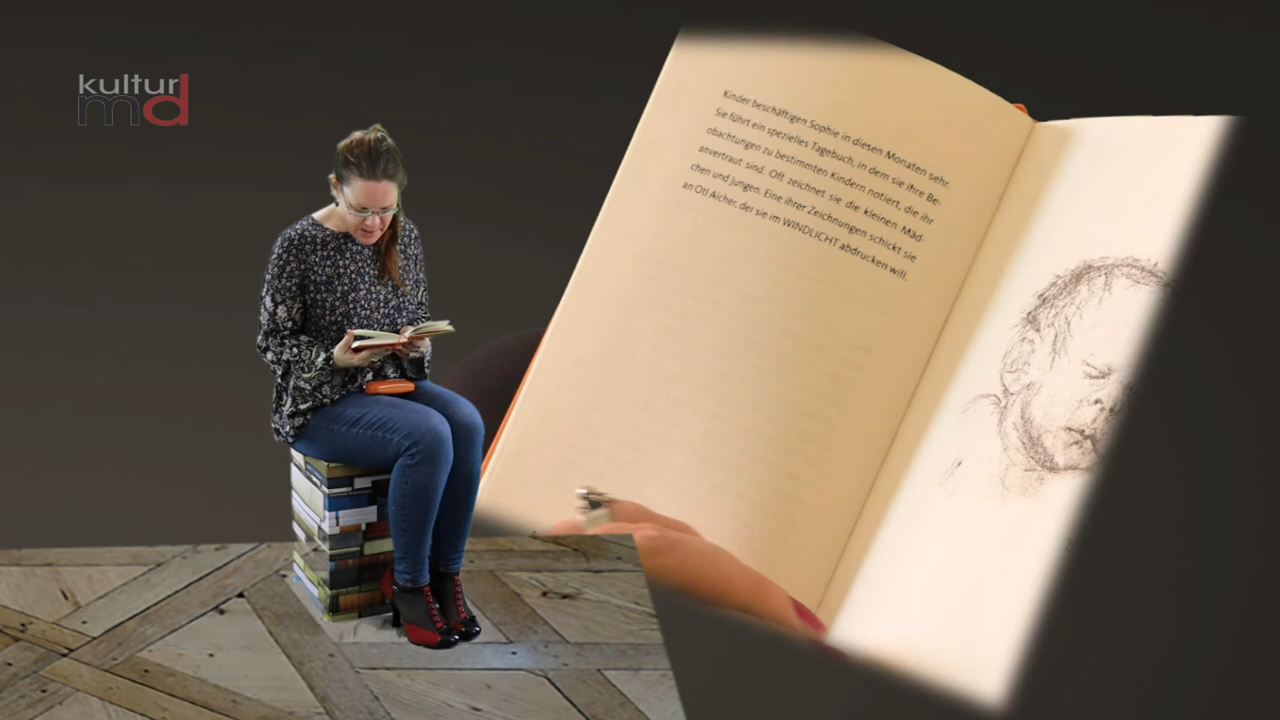 kultur
md
Kinder beschäftigen Sophie in diesen Monaten sehr.
Sie führt ein spezielles Tagebuch, in dem sie ihre Be-
obachtungen zu bestimmten Kindern notiert, die ihr
anvertraut sind. Oft zeichnet sie die kleinen Mäd-
chen und Jungen. Eine ihrer Zeichnungen schickt sie
an Otl Aicher, der sie im WINDLICHT abdrucken will.